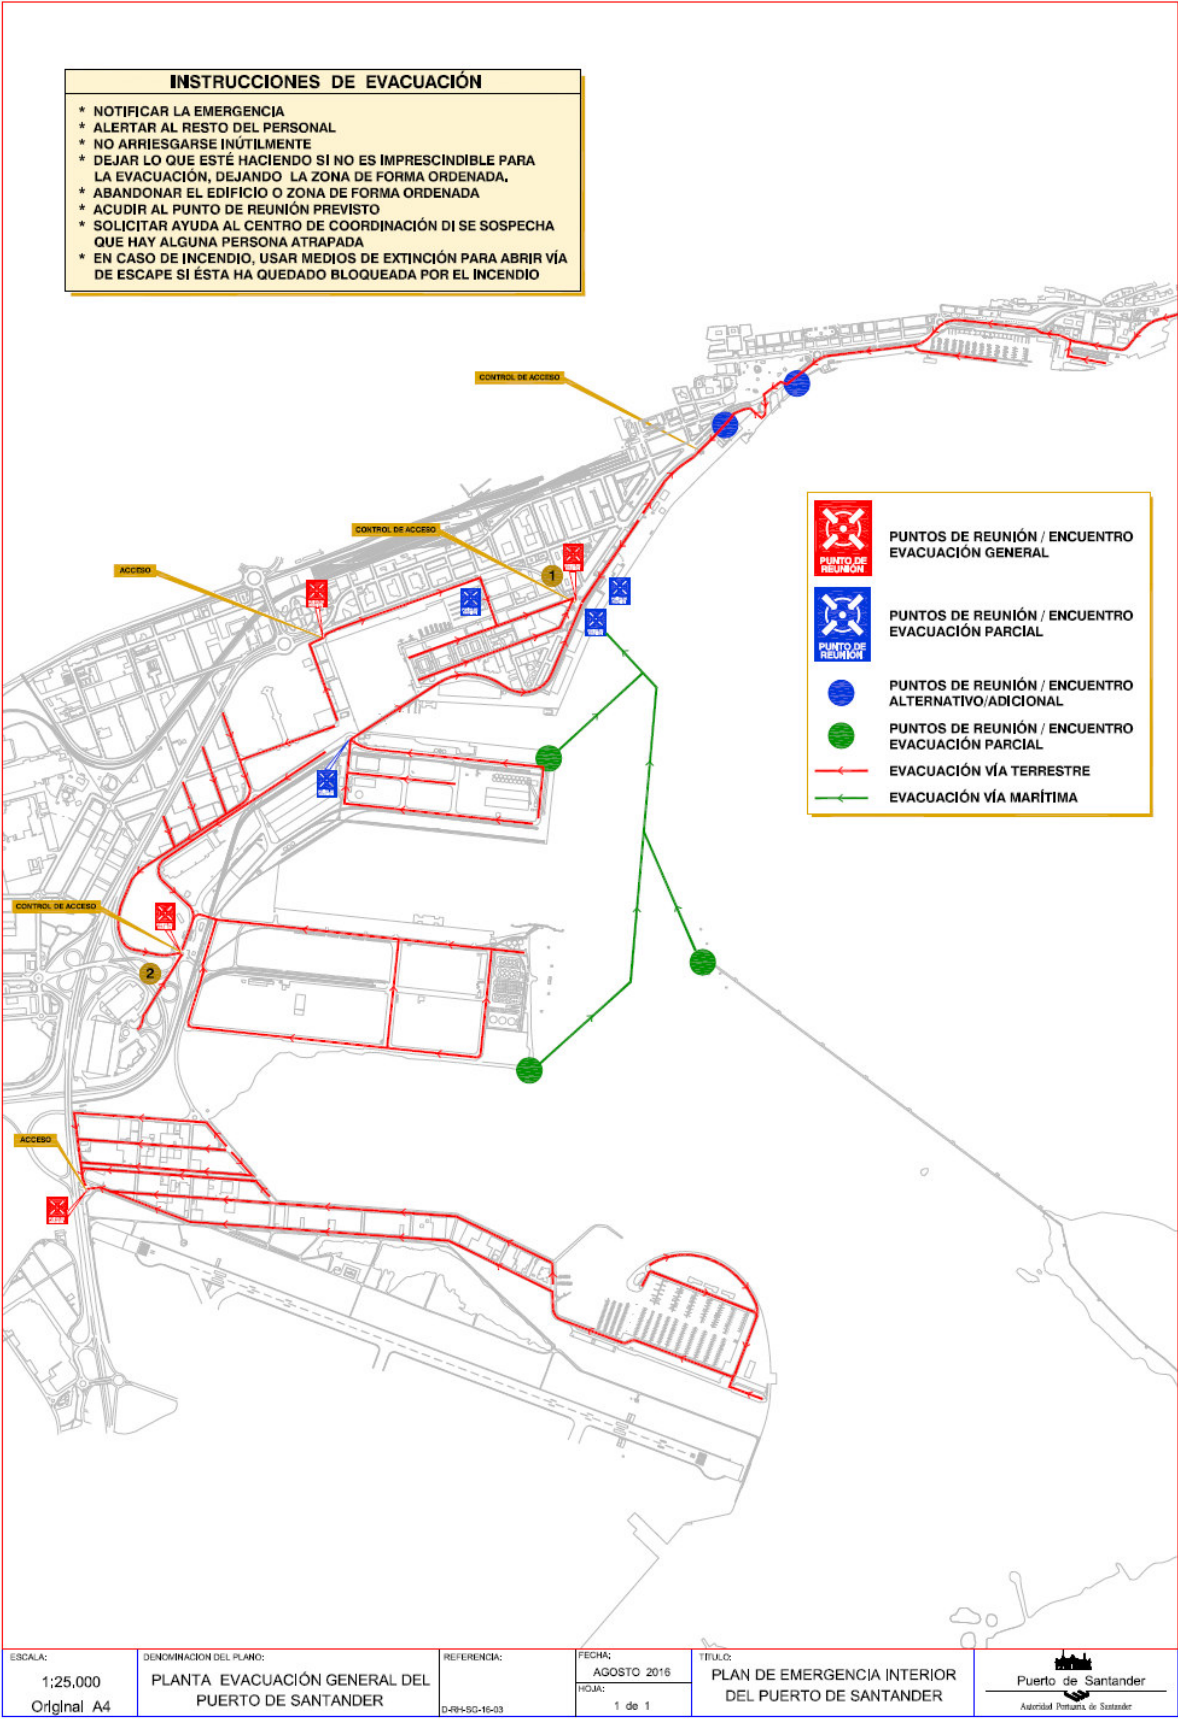 INSTRUCCIONES DE EVACUACIÓN
* NOTIFICAR LA EMERGENCIA
* ALERTAR AL RESTO DEL PERSONAL
* NO ARRIESGARSE INÚTILMENTE
* DEJAR LO QUE ESTÉ HACIENDO SI NO ES IMPRESCINDIBLE PARA
LA EVACUACIÓN, DEJANDO LA ZONA DE FORMA ORDENADA.
* ABANDONAR EL EDIFICIO O ZONA DE FORMA ORDENADA
* ACUDIR AL PUNTO DE REUNIÓN PREVISTO
* SOLICITAR AYUDA AL CENTRO DE COORDINACIÓN DI SE SOSPECHA
QUE HAY ALGUNA PERSONA ATRAPADA
* EN CASO DE INCENDIO, USAR MEDIOS DE EXTINCIÓN PARA ABRIR VÍA
DE ESCAPE SI ÉSTA HA QUEDADO BLOQUEADA POR EL INCENDIO
CONTROL DE ACCESO
CONTROL DE ACCESO
ACCESO
1
CONTROL DE ACCESO
2
ACCESO
PUNTO DE
REUNIÓN
PUNTOS DE REUNIÓN / ENCUENTRO
EVACUACIÓN GENERAL
PUNTO DE
REUNIÓN
PUNTOS DE REUNIÓN / ENCUENTRO
EVACUACIÓN PARCIAL
PUNTOS DE REUNIÓN / ENCUENTRO
ALTERNATIVO/ADICIONAL
PUNTOS DE REUNIÓN / ENCUENTRO
EVACUACIÓN PARCIAL
EVACUACIÓN VÍA TERRESTRE
EVACUACIÓN VÍA MARÍTIMA
ESCALA:
1:25,000
Original A4
DENOMINACION DEL PLANO:
PLANTA EVACUACIÓN GENERAL DEL
PUERTO DE SANTANDER
REFERENCIA:
D-RH-SG-16-03
FECHA:
AGOSTO 2016
HOJA:
1 de 1
TÍTULO:
PLAN DE EMERGENCIA INTERIOR
DEL PUERTO DE SANTANDER
Puerto de Santander
Autoridad Portuaria de Santander